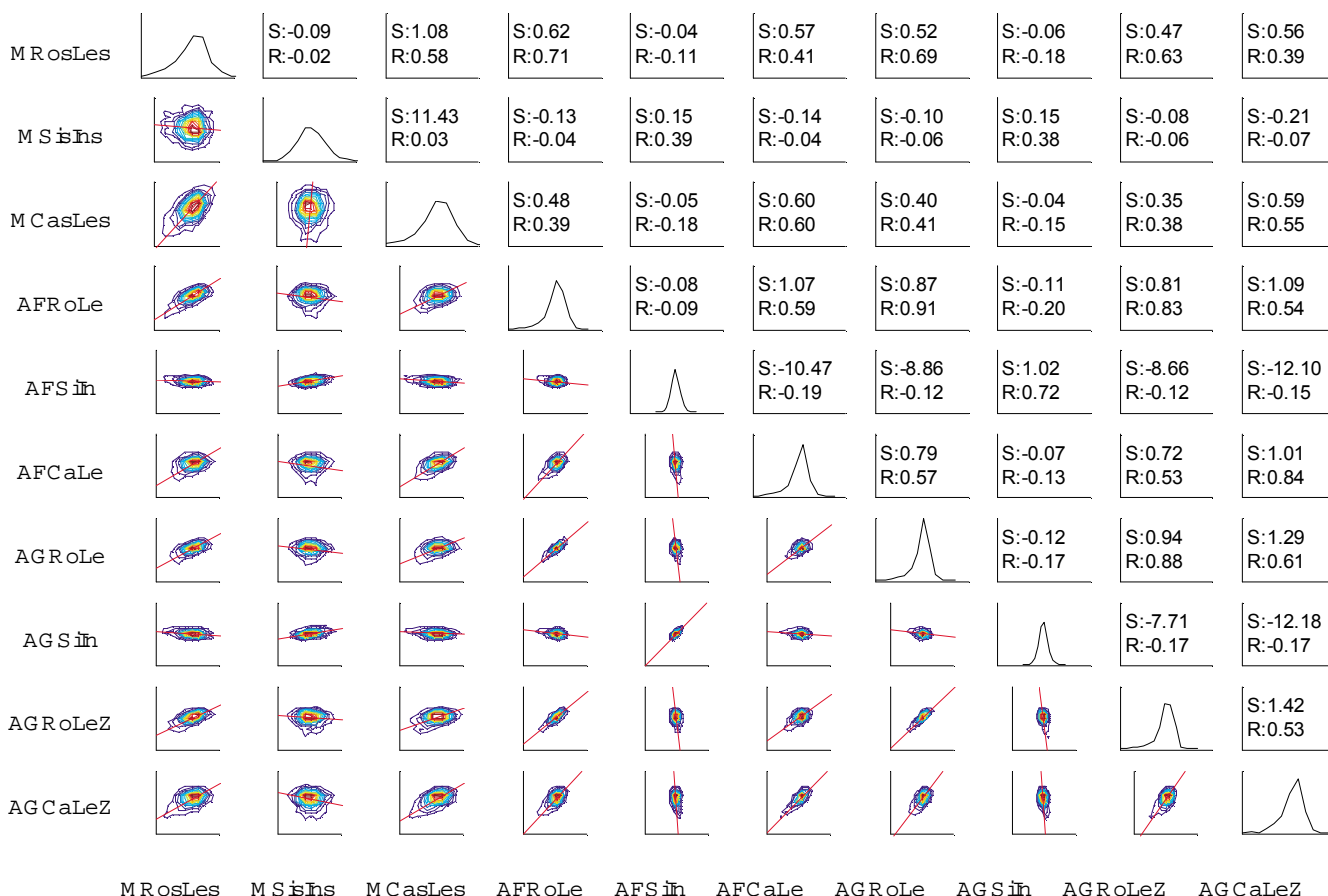 MRosLes
S:-0.09 S:1.08 S:0.62 S:-0.04 S:0.57 S:0.52 S:-0.06 S:0.47 S:0.56
R:-0.02 R:0.58 R:0.71 R:-0.11 R:0.41 R:0.69 R:-0.18 R:0.63 R:0.39
MSisIns
S:11.43 S:-0.13 S:0.15 S:-0.14 S:-0.10 S:0.15 S:-0.08 S:-0.21
R:0.03 R:-0.04 R:0.39 R:-0.04 R:-0.06 R:0.38 R:-0.06 R:-0.07
MCasLes
S:0.48 S:-0.05 S:0.60 S:0.40 S:-0.04 S:0.35 S:0.59
R:0.39 R:-0.18 R:0.60 R:0.41 R:-0.15 R:0.38 R:0.55
AFRoLe
S:-0.08 S:1.07 S:0.87 S:-0.11 S:0.81 S:1.09
R:-0.09 R:0.59 R:0.91 R:-0.20 R:0.83 R:0.54
AFSiIn
S:-10.47 S:-8.86 S:1.02 S:-8.66 S:-12.10
R:-0.19 R:-0.12 R:0.72 R:-0.12 R:-0.15
AFCaLe
S:0.79 S:-0.07 S:0.72 S:1.01
R:0.57 R:-0.13 R:0.53 R:0.84
AGRoLe
S:-0.12 S:0.94 S:1.29
R:-0.17 R:0.88 R:0.61
AGSiIn
S:-7.71 S:-12.18
R:-0.17 R:-0.17
AGRoLeZ
S:1.42
R:0.53
AGCaLeZ
MRosLes MSisIns MCasLes AFRoLe AFSiIn AFCaLe AGRoLe AGSiIn AGRoLeZ AGCaLeZ